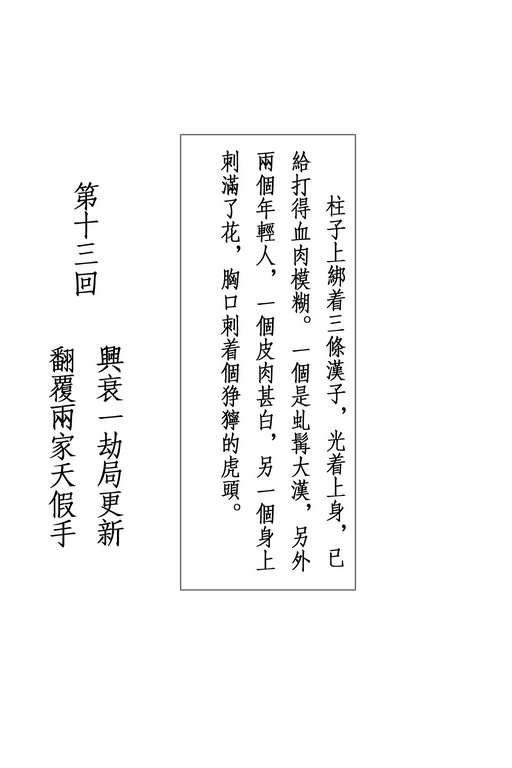 柱子上綁着三條漢子，光着上身，已
給打得血肉模糊。一個是虬髯大漢，另外
兩個年輕人，一個皮肉甚白，另一個身上
刺滿了花，胸口刺着個猙獰的虎頭。
第十三回
興衰一劫局更新
翻覆兩家天假手